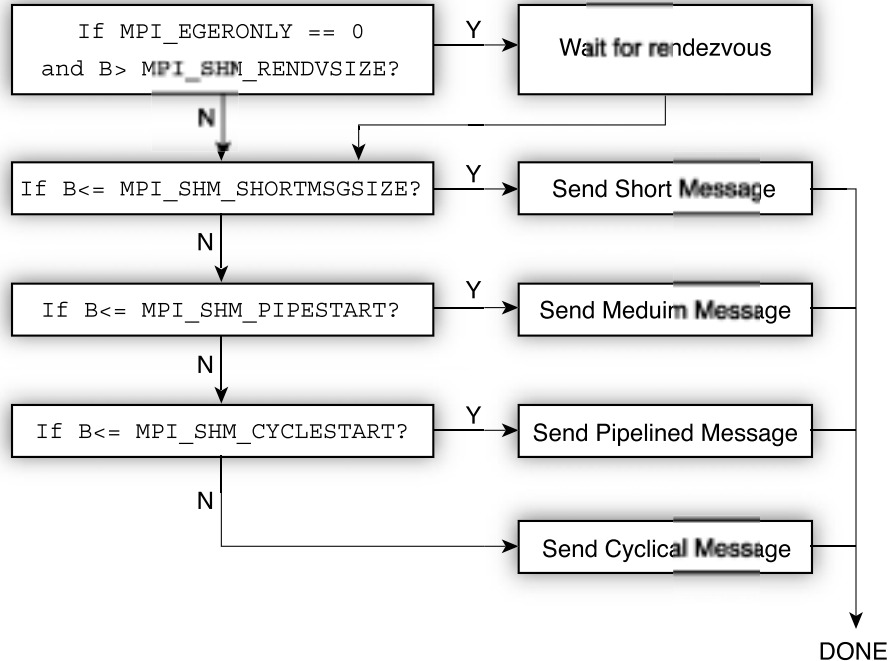 If MPI_EGERONLY == 0
and B> MPI_SHM_RENDVSIZE?
Y
Wait for rendezvous
N
If B<= MPI_SHM_SHORTMSGSIZE?
Y
Send Short Message
N
If B<= MPI_SHM_PIPESTART?
Y
Send Meduim Message
N
If B<= MPI_SHM_CYCLESTART?
Y
Send Pipelined Message
N
Send Cyclical Message
DONE